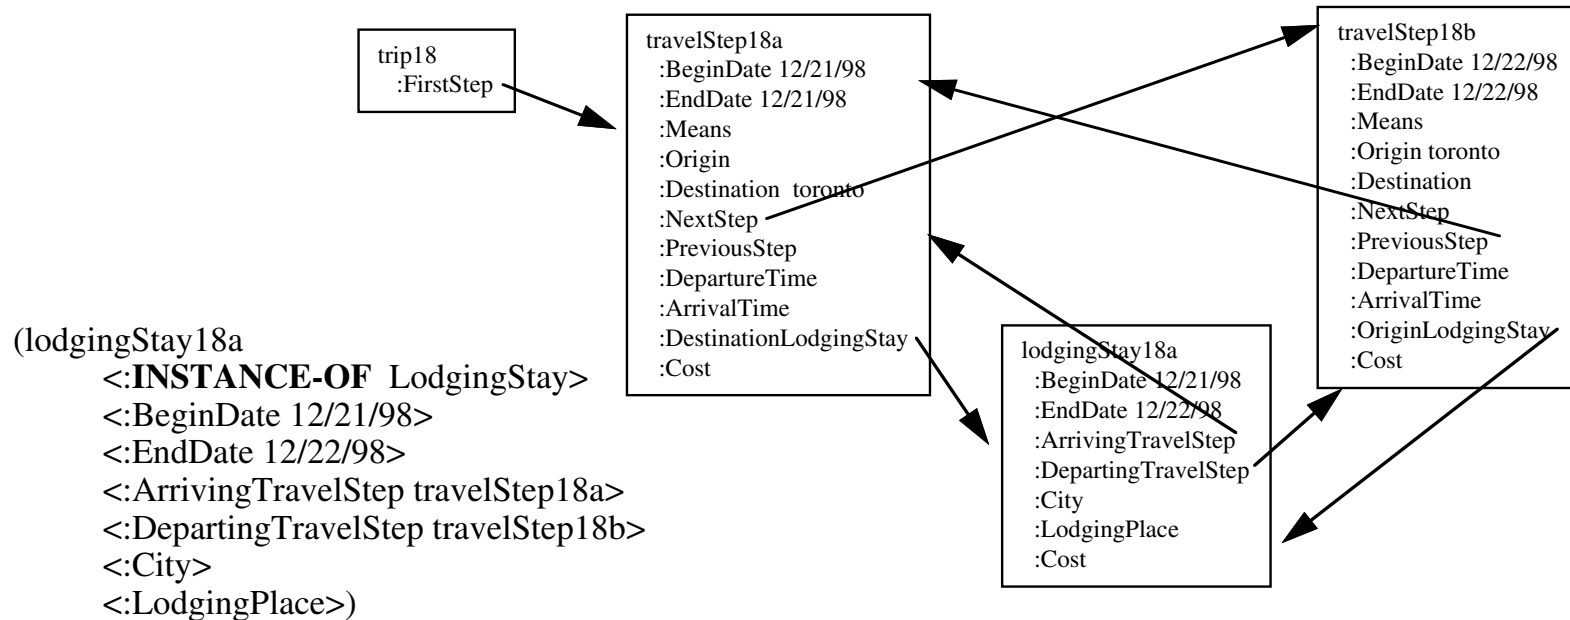 trip18
:FirstStep
travelStep18a
:BeginDate 12/21/98
:EndDate 12/21/98
:Means
:Origin
:Destination toronto
:NextStep
:PreviousStep
:DepartureTime
:ArrivalTime
:DestinationLodgingStay
:Cost
travelStep18b
:BeginDate 12/22/98
:EndDate 12/22/98
:Means
:Origin toronto
:Destination
:NextStep
:PreviousStep
:DepartureTime
:ArrivalTime
:OriginLodgingStay
:Cost
lodgingStay18a
:BeginDate 12/21/98
:EndDate 12/22/98
:ArrivingTravelStep
:DepartingTravelStep
:City
:LodgingPlace
:Cost
(lodgingStay18a
<:INSTANCE-OF LodgingStay>
<:BeginDate 12/21/98>
<:EndDate 12/22/98>
<:ArrivingTravelStep travelStep18a>
<:DepartingTravelStep travelStep18b>
<:City>
<:LodgingPlace>)